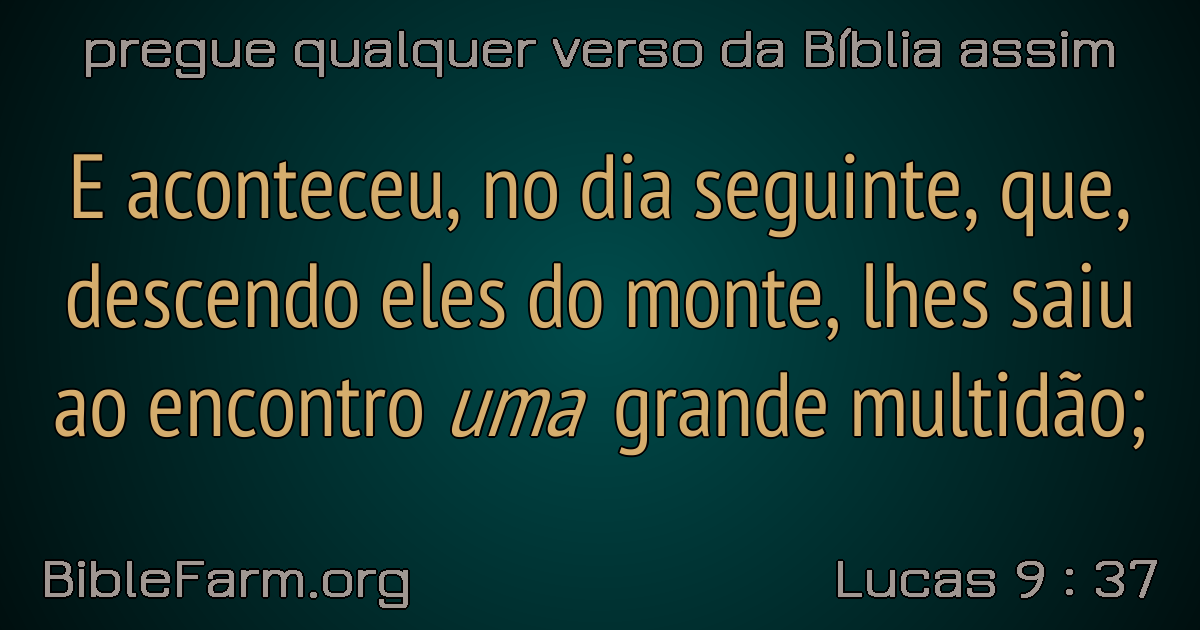 pregue qualquer verso da Bíblia assim
E aconteceu, no dia seguinte, que,
descendo eles do monte, lhes saiu
ao encontro uma grande multidão;
BibleFarm.org
Lucas 9 : 37